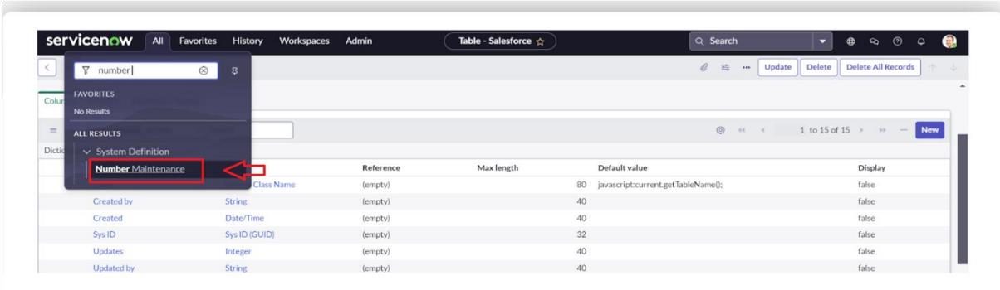 servicenow All Favorites History Workspaces Admin Table - Salesforce Search
number Update Delete Delete All Records
FAVORITES
Colu
No Results
ALL RESULTS 1 to 15 of 15 New
Dictio
System Definition
Number Maintenance Reference Max length Default value Display
Class Name (empty) 80 javascript:current.getTableName(); false
Created by String (empty) 40 false
Created Date/Time (empty) 40 false
Sys ID Sys ID (GUID) (empty) 32 false
Updates Integer (empty) 40 false
Updated by String (empty) 40 false